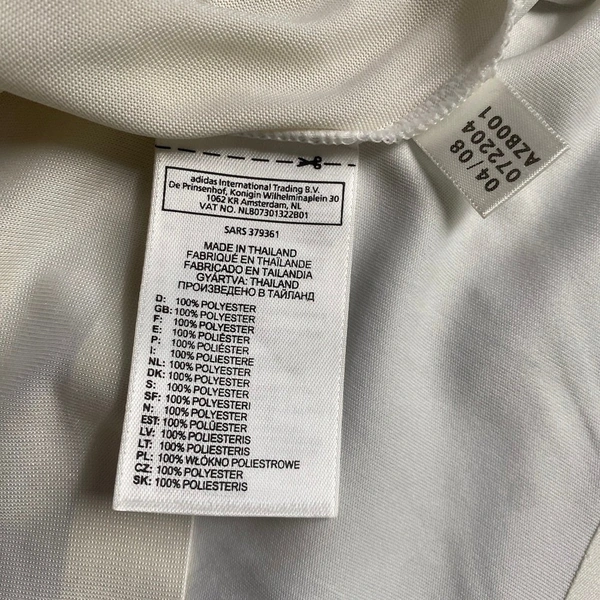 adidas International Trading B.V.
De Prinsenhof, Konigin Wilhelminaplein 30
1062 KR Amsterdam, NL
VAT NO. NLB07301322B01
SARS 379361
MADE IN THAILAND
FABRIQUÉ EN THAÏLANDE
FABRICADO EN TAILANDIA
GYÁRTVA: THAILAND
ПРОИЗВЕДЕНО В ТАЙЛАНД
D: 100% POLYESTER
GB: 100% POLYESTER
F: 100% POLYESTER
E: 100% POLIÉSTER
P: 100% POLIÉSTER
I: 100% POLIESTERE
NL: 100% POLYESTER
DK: 100% POLYESTER
S: 100% POLYESTER
SF: 100% POLYESTERI
N: 100% POLYESTER
EST: 100% POLÜESTER
LV: 100% POLIESTERIS
LT: 100% POLIESTERIS
PL: 100% WŁÓKNO POLIESTROWE
CZ: 100% POLYESTER
SK: 100% POLIESTERIS
04/08
072204
AZB001